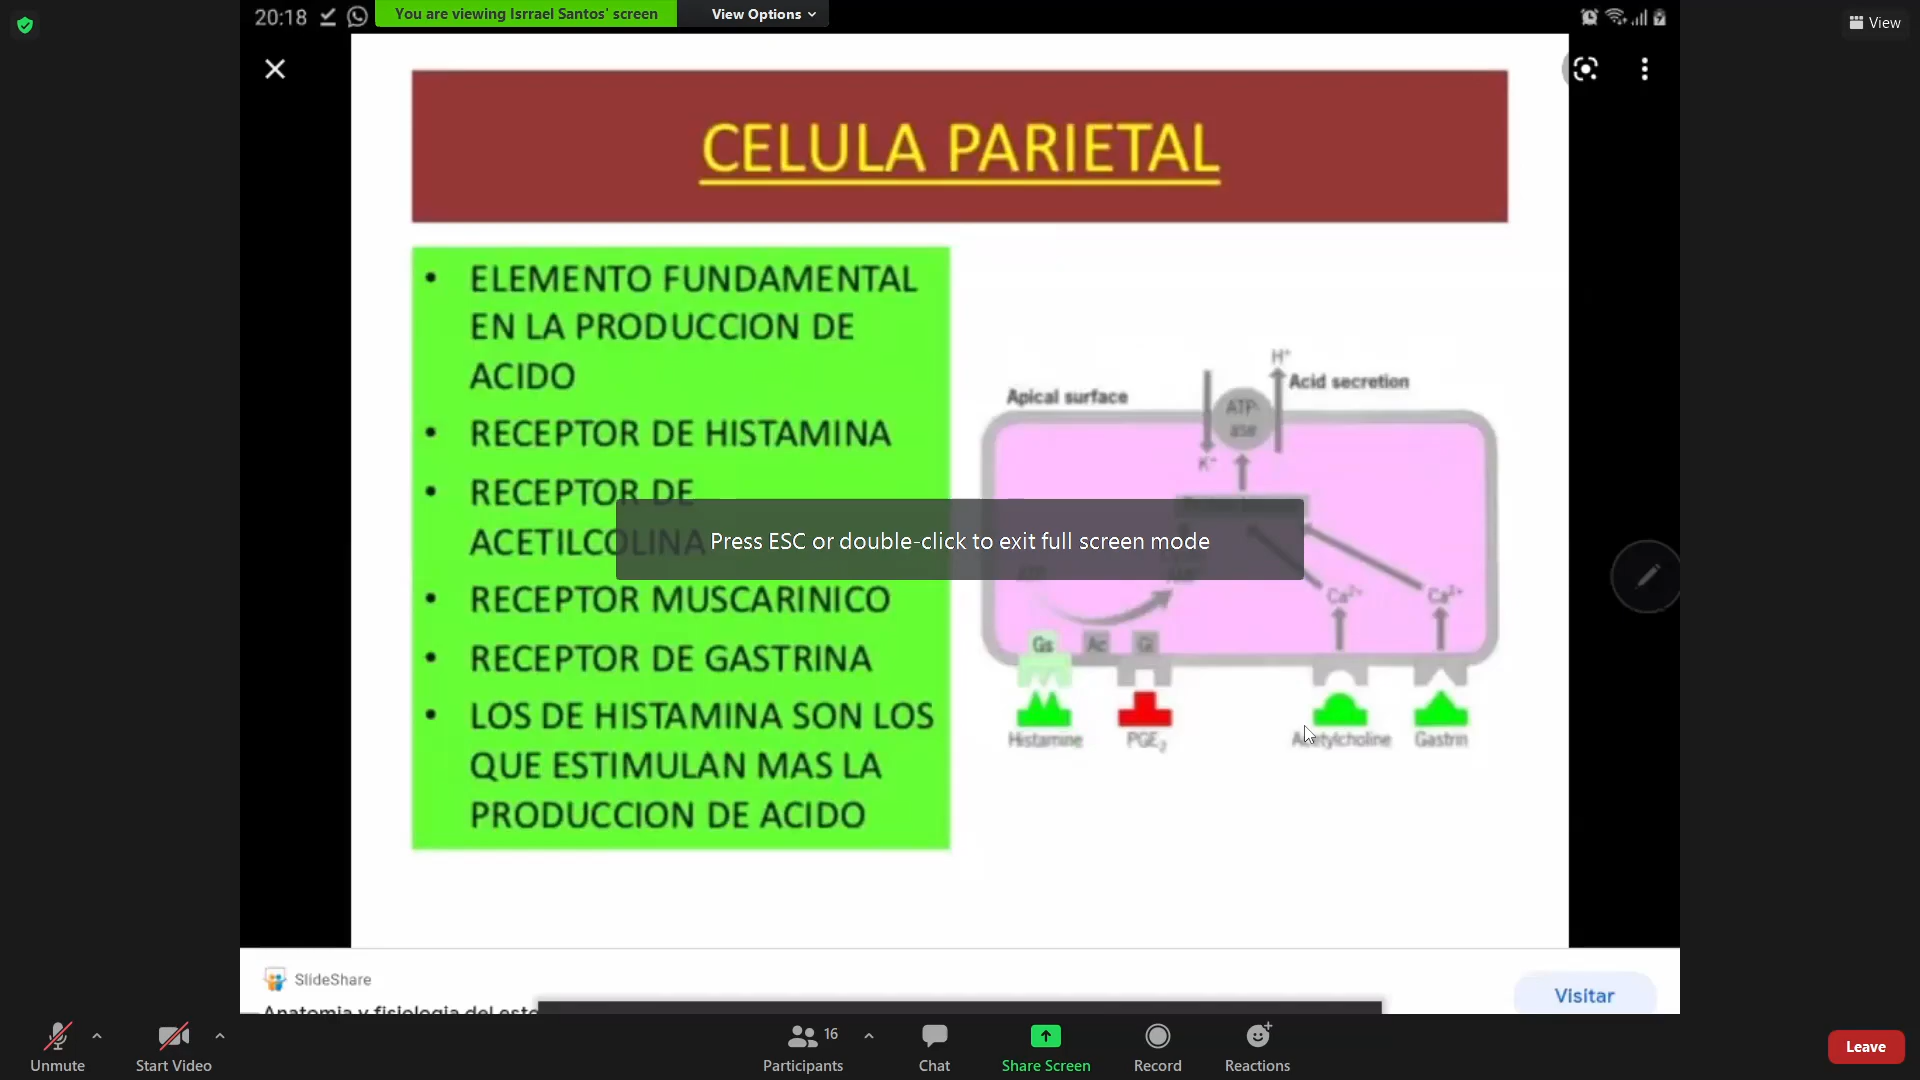 20:18
You are viewing Isrrael Santos' screen
View Options
View
CELULA PARIETAL
• ELEMENTO FUNDAMENTAL
EN LA PRODUCCION DE
ACIDO
• RECEPTOR DE HISTAMINA
• RECEPTOR DE
ACETILCOLINA
• RECEPTOR MUSCARINICO
• RECEPTOR DE GASTRINA
• LOS DE HISTAMINA SON LOS
QUE ESTIMULAN MAS LA
PRODUCCION DE ACIDO
H⁺
Acid secretion
Apical surface
ATP-
ase
K⁺
Press ESC or double-click to exit full screen mode
Ca²⁺
Ca²⁺
Gs
Ac
Gi
Histamine
PGE₂
Acetylcholine
Gastrin
SlideShare
Anatomia y fisiologia del
Visitar
Unmute
Start Video
16
Participants
Chat
Share Screen
Record
Reactions
Leave